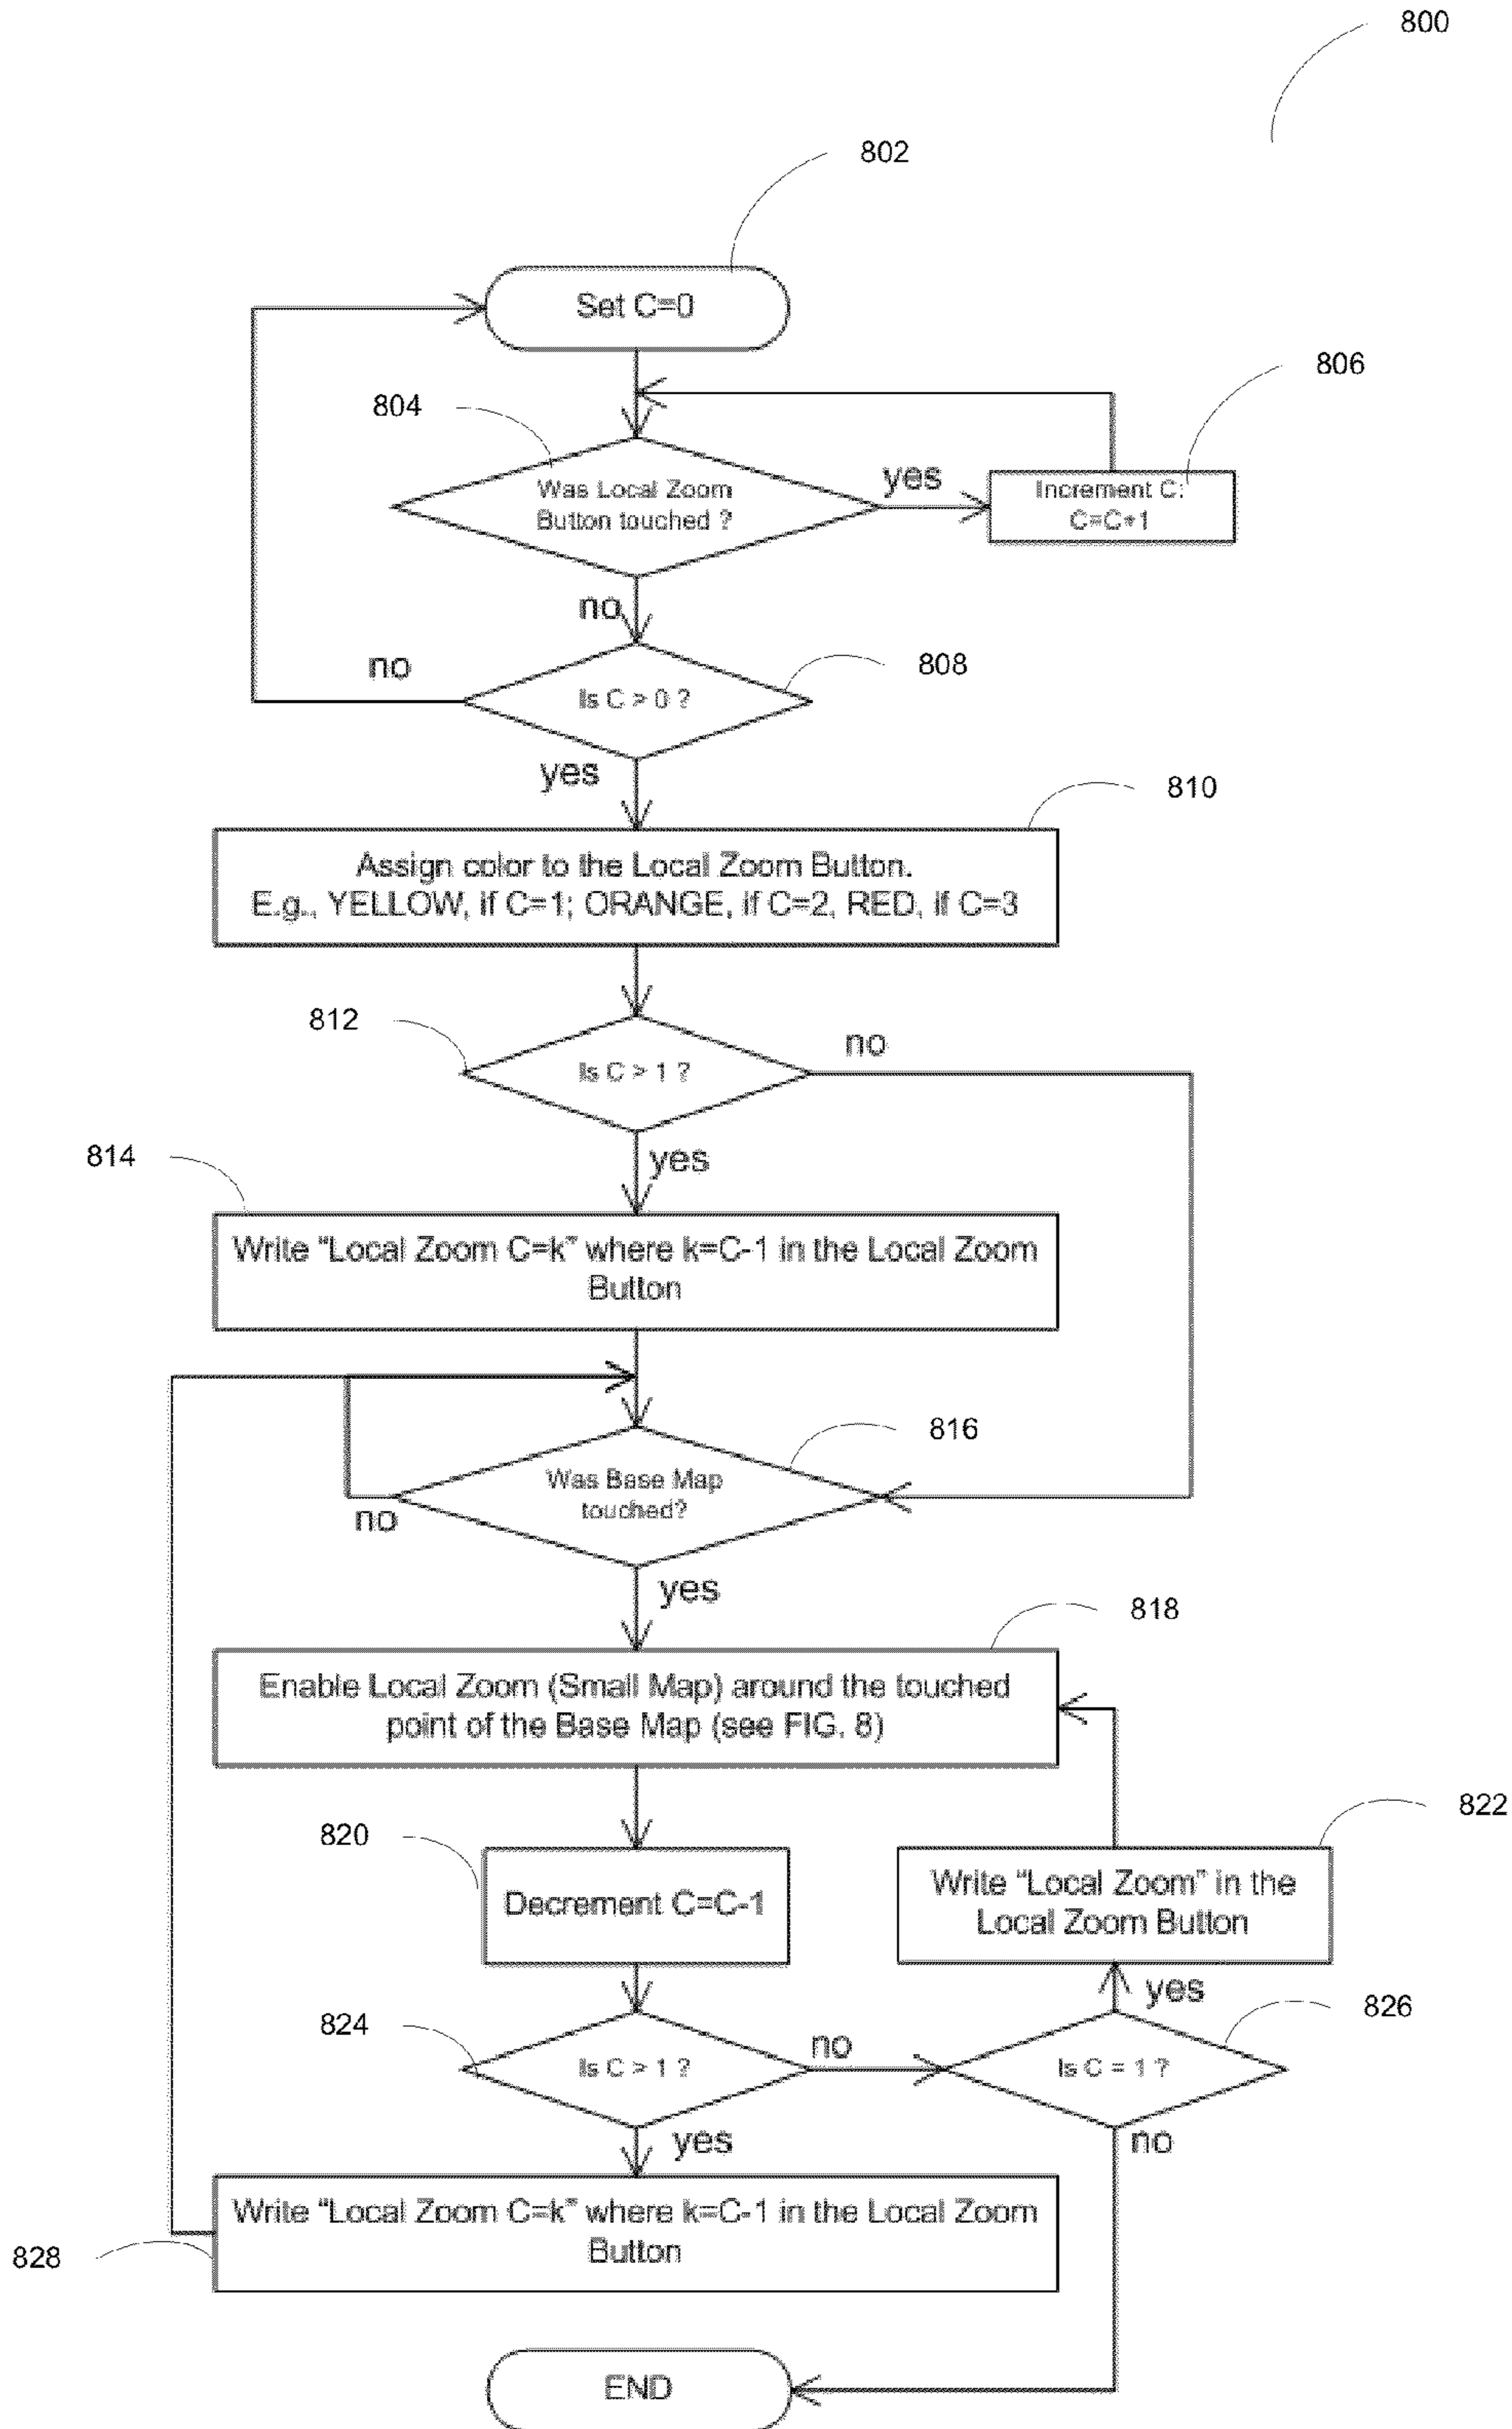 800
802
Set C=0
806
804
Was Local Zoom
Button touched ?
yes
Increment C:
C=C+1
no
no
808
Is C > 0 ?
yes
810
Assign color to the Local Zoom Button.
E.g., YELLOW, if C=1; ORANGE, if C=2, RED, if C=3
812
no
Is C > 1 ?
814
yes
Write "Local Zoom C=k" where k=C-1 in the Local Zoom
Button
816
Was Base Map
touched?
no
yes
818
Enable Local Zoom (Small Map) around the touched
point of the Base Map (see FIG. 8)
822
820
Decrement C=C-1
Write "Local Zoom" in the
Local Zoom Button
yes
826
824
no
Is C > 1 ?
Is C = 1 ?
yes
no
Write "Local Zoom C=k" where k=C-1 in the Local Zoom
Button
828
END